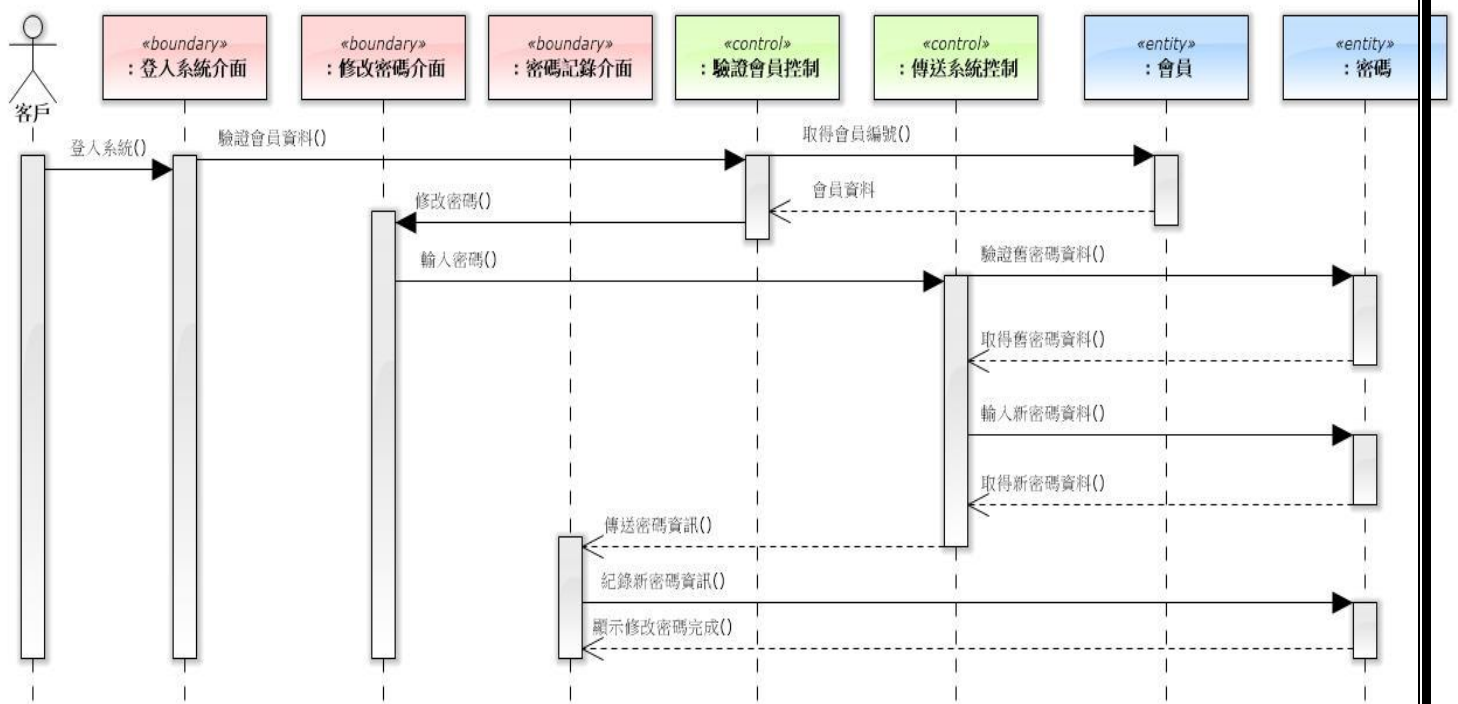 客戶
«boundary»
: 登入系統介面
«boundary»
: 修改密碼介面
«boundary»
: 密碼記錄介面
«control»
: 驗證會員控制
«control»
: 傳送系統控制
«entity»
: 會員
«entity»
: 密碼
登入系統()
驗證會員資料()
取得會員編號()
會員資料
修改密碼()
輸入密碼()
驗證舊密碼資料()
取得舊密碼資料()
輸入新密碼資料()
取得新密碼資料()
傳送密碼資訊()
紀錄新密碼資訊()
顯示修改密碼完成()